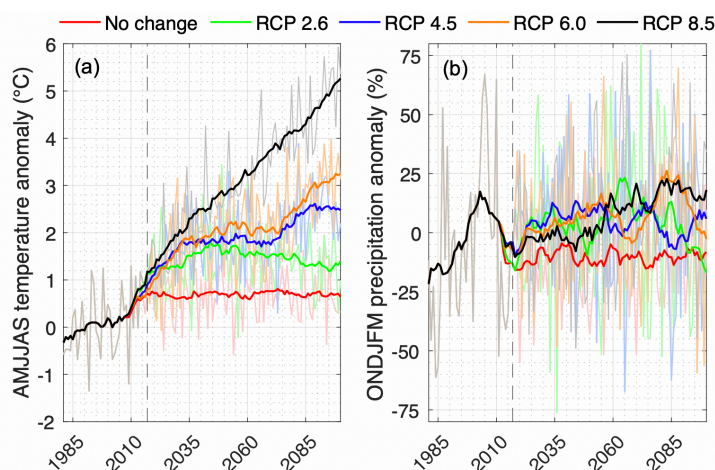 No change RCP 2.6 RCP 4.5 RCP 6.0 RCP 8.5
(a)
AMJJAS temperature anomaly (°C)
6
5
4
3
2
1
0
-1
-2
1985 2010 2035 2060 2085
(b)
ONDJFM precipitation anomaly (%)
75
50
25
0
-25
-50
-75
1985 2010 2035 2060 2085